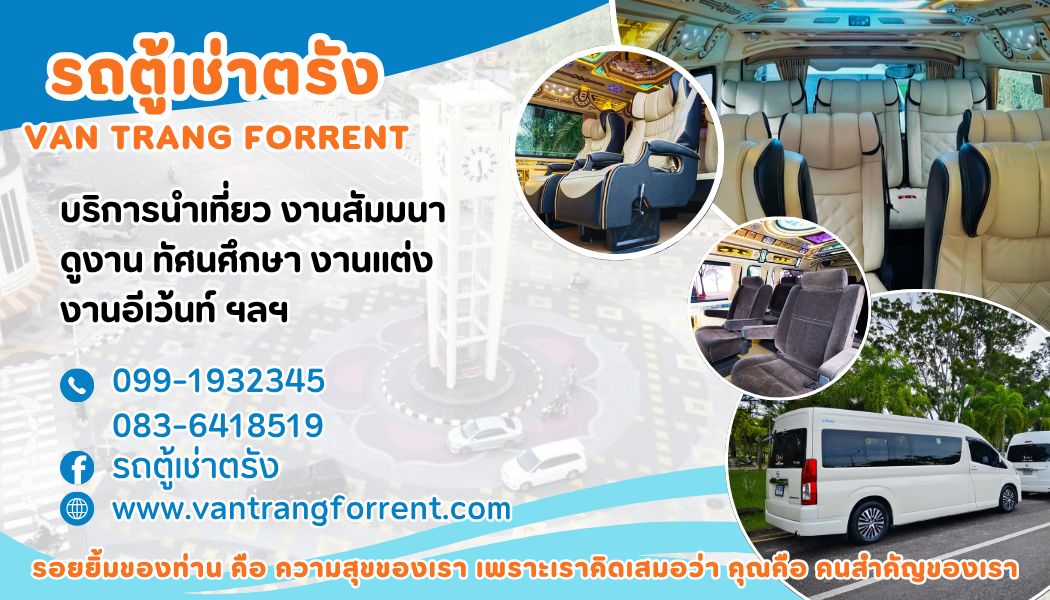 รถตู้เช่าตรัง
VAN TRANG FORRENT
บริการนำเที่ยว งานสัมมนา
ดูงาน ทัศนศึกษา งานแต่ง
งานอีเว้นท์ ฯลฯ
099-1932345
083-6418519
รถตู้เช่าตรัง
www.vantrangforrent.com
รอยยิ้มของท่าน คือ ความสุขของเรา เพราะเราคิดเสมอว่า คุณคือ คนสำคัญของเรา